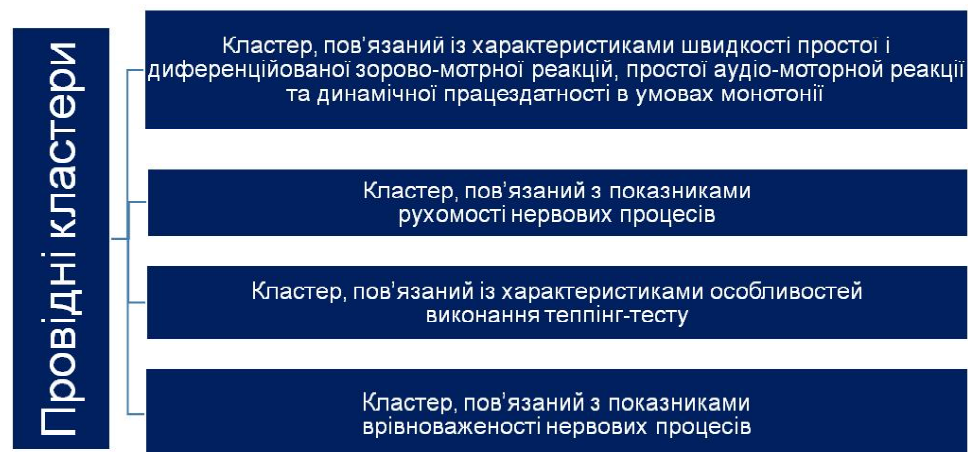 Провідні кластери
Кластер, пов’язаний із характеристиками швидкості простої і
диференційованої зорово-мотрної реакцій, простої аудіо-моторной реакції
та динамічної працездатності в умовах монотонії
Кластер, пов’язаний з показниками
рухомості нервових процесів
Кластер, пов’язаний із характеристиками особливостей
виконання теппінг-тесту
Кластер, пов’язаний з показниками
врівноваженості нервових процесів